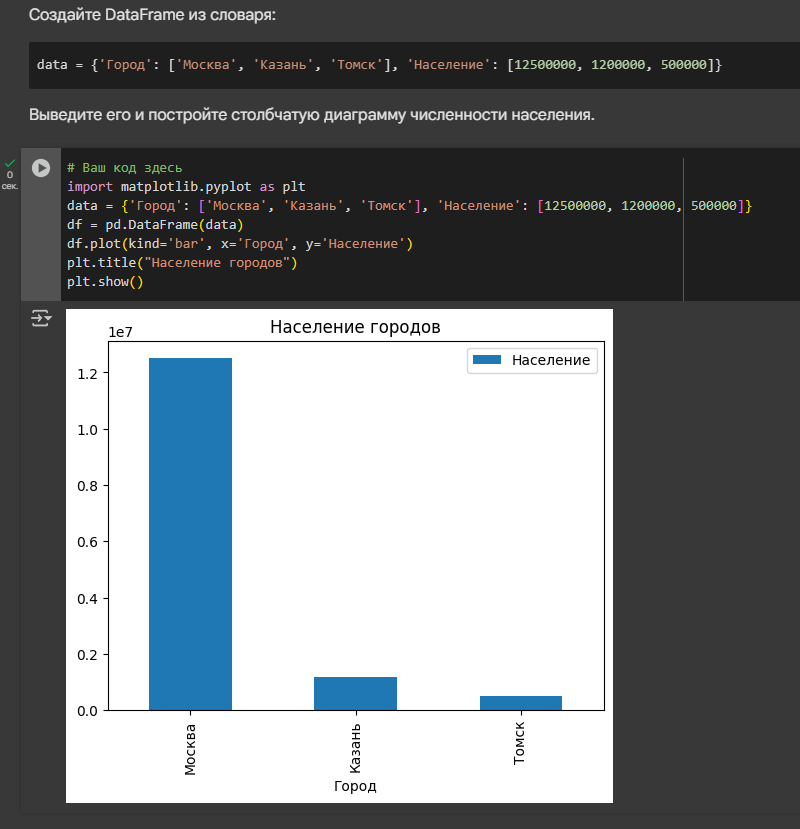 Создайте DataFrame из словаря:
data = {'Город': ['Москва', 'Казань', 'Томск'], 'Население': [12500000, 1200000, 500000]}
Выведите его и постройте столбчатую диаграмму численности населения.
0
сек.
# Ваш код здесь
import matplotlib.pyplot as plt
data = {'Город': ['Москва', 'Казань', 'Томск'], 'Население': [12500000, 1200000, 500000]}
df = pd.DataFrame(data)
df.plot(kind='bar', x='Город', y='Население')
plt.title("Население городов")
plt.show()
Население городов
1e7
Население
1.2
1.0
0.8
0.6
0.4
0.2
0.0
Москва
Казань
Томск
Город